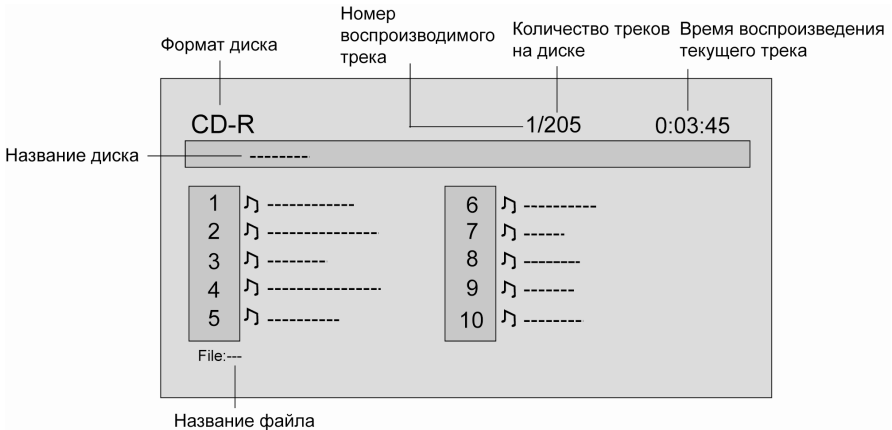 Номер
воспроизводимого
трека
Количество треков
на диске
Время воспроизведения
текущего трека
Формат диска
CD-R
1/205
0:03:45
Название диска
---------
1 ------------
2 ----------------
3 --------
4 ----------------
5 ----------
6 ----------
7 ------
8 --------
9 -------
10 --------
File:---
Название файла